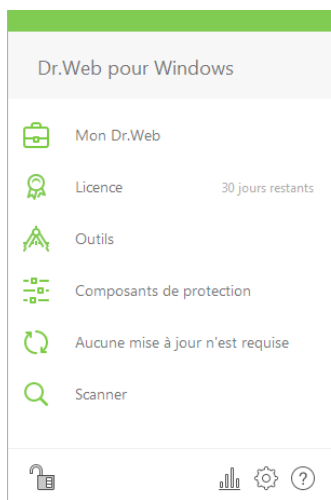 Dr.Web pour Windows
Mon Dr.Web
Licence 30 jours restants
Outils
Composants de protection
Aucune mise à jour n'est requise
Scanner
?